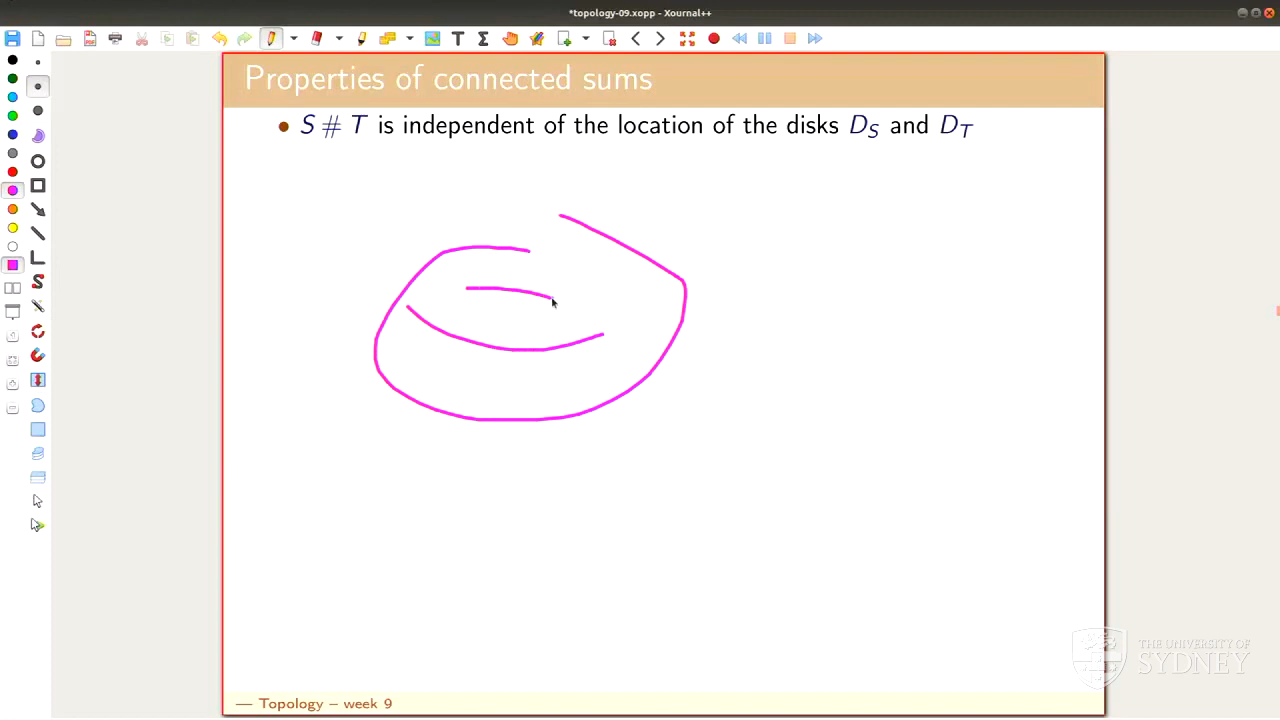 *topology-09.xopp - Xournal++
Properties of connected sums
• S # T is independent of the location of the disks D_S and D_T
THE UNIVERSITY OF
SYDNEY
— Topology – week 9